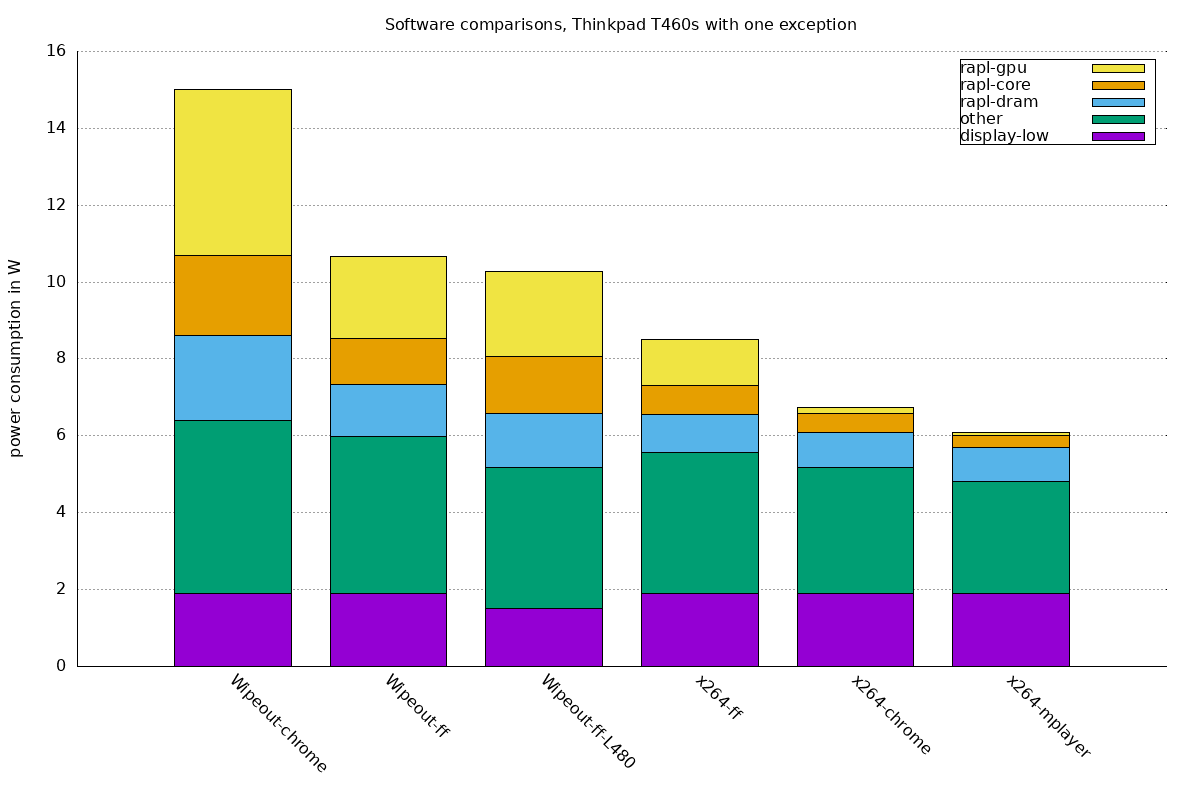 Software comparisons, Thinkpad T460s with one exception
power consumption in W
16
14
12
10
8
6
4
2
0
rapl-gpu
rapl-core
rapl-dram
other
display-low
Wipeout-chrome
Wipeout-ff
Wipeout-ff-L480
x264-ff
x264-chrome
x264-mplayer